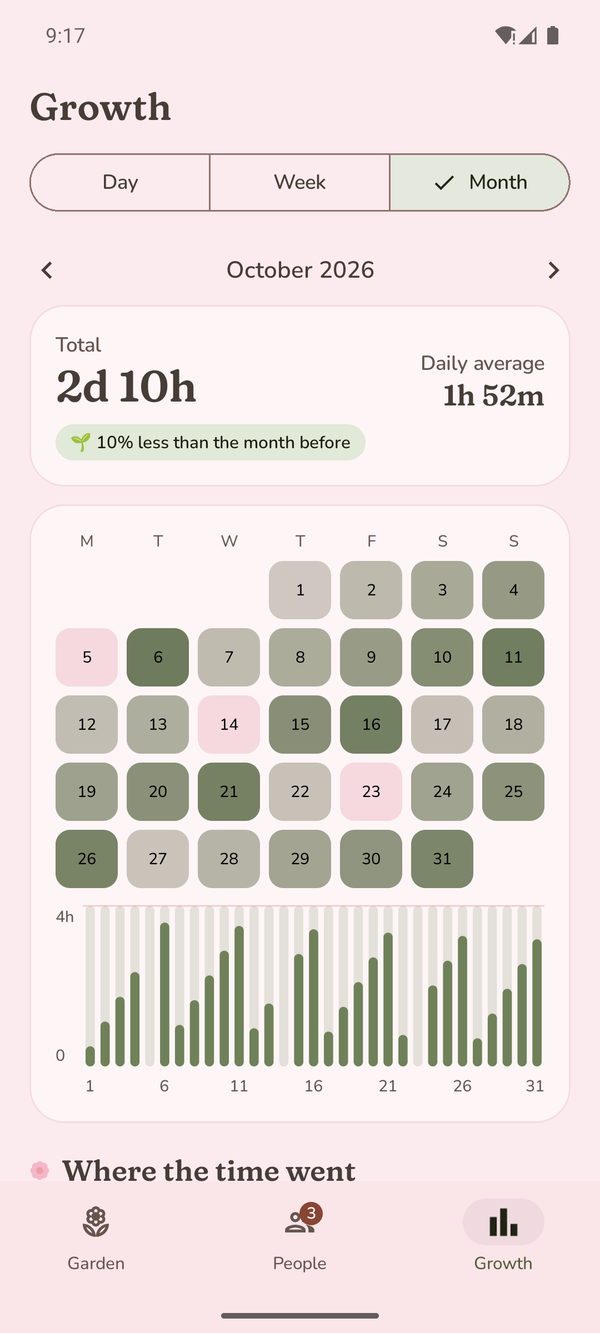 9:17
Growth
Day Week Month
October 2026
Total
2d 10h
Daily average
1h 52m
🌱 10% less than the month before
M T W T F S S
1 2 3 4
5 6 7 8 9 10 11
12 13 14 15 16 17 18
19 20 21 22 23 24 25
26 27 28 29 30 31
4h
0
1 6 11 16 21 26 31
Where the time went
3
Garden People Growth